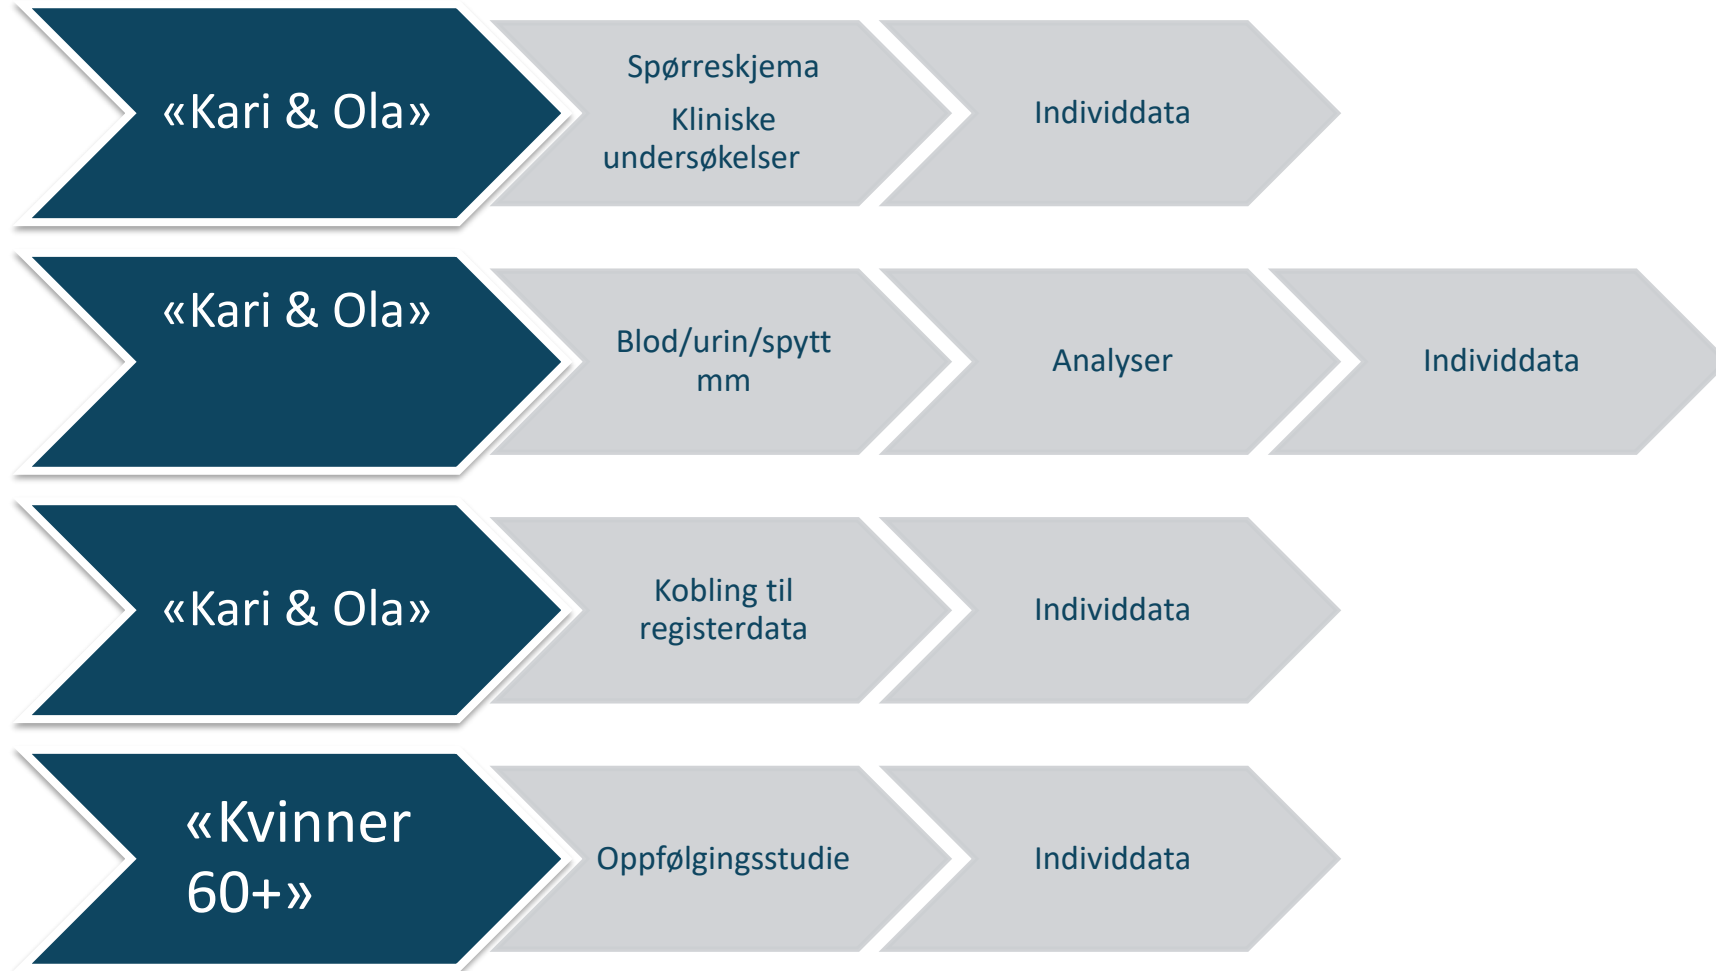 «Kari & Ola»
Spørreskjema
Kliniske
undersøkelser
Individdata
«Kari & Ola»
Blod/urin/spytt
mm
Analyser
Individdata
«Kari & Ola»
Kobling til
registerdata
Individdata
«Kvinner
60+»
Oppfølgingsstudie
Individdata